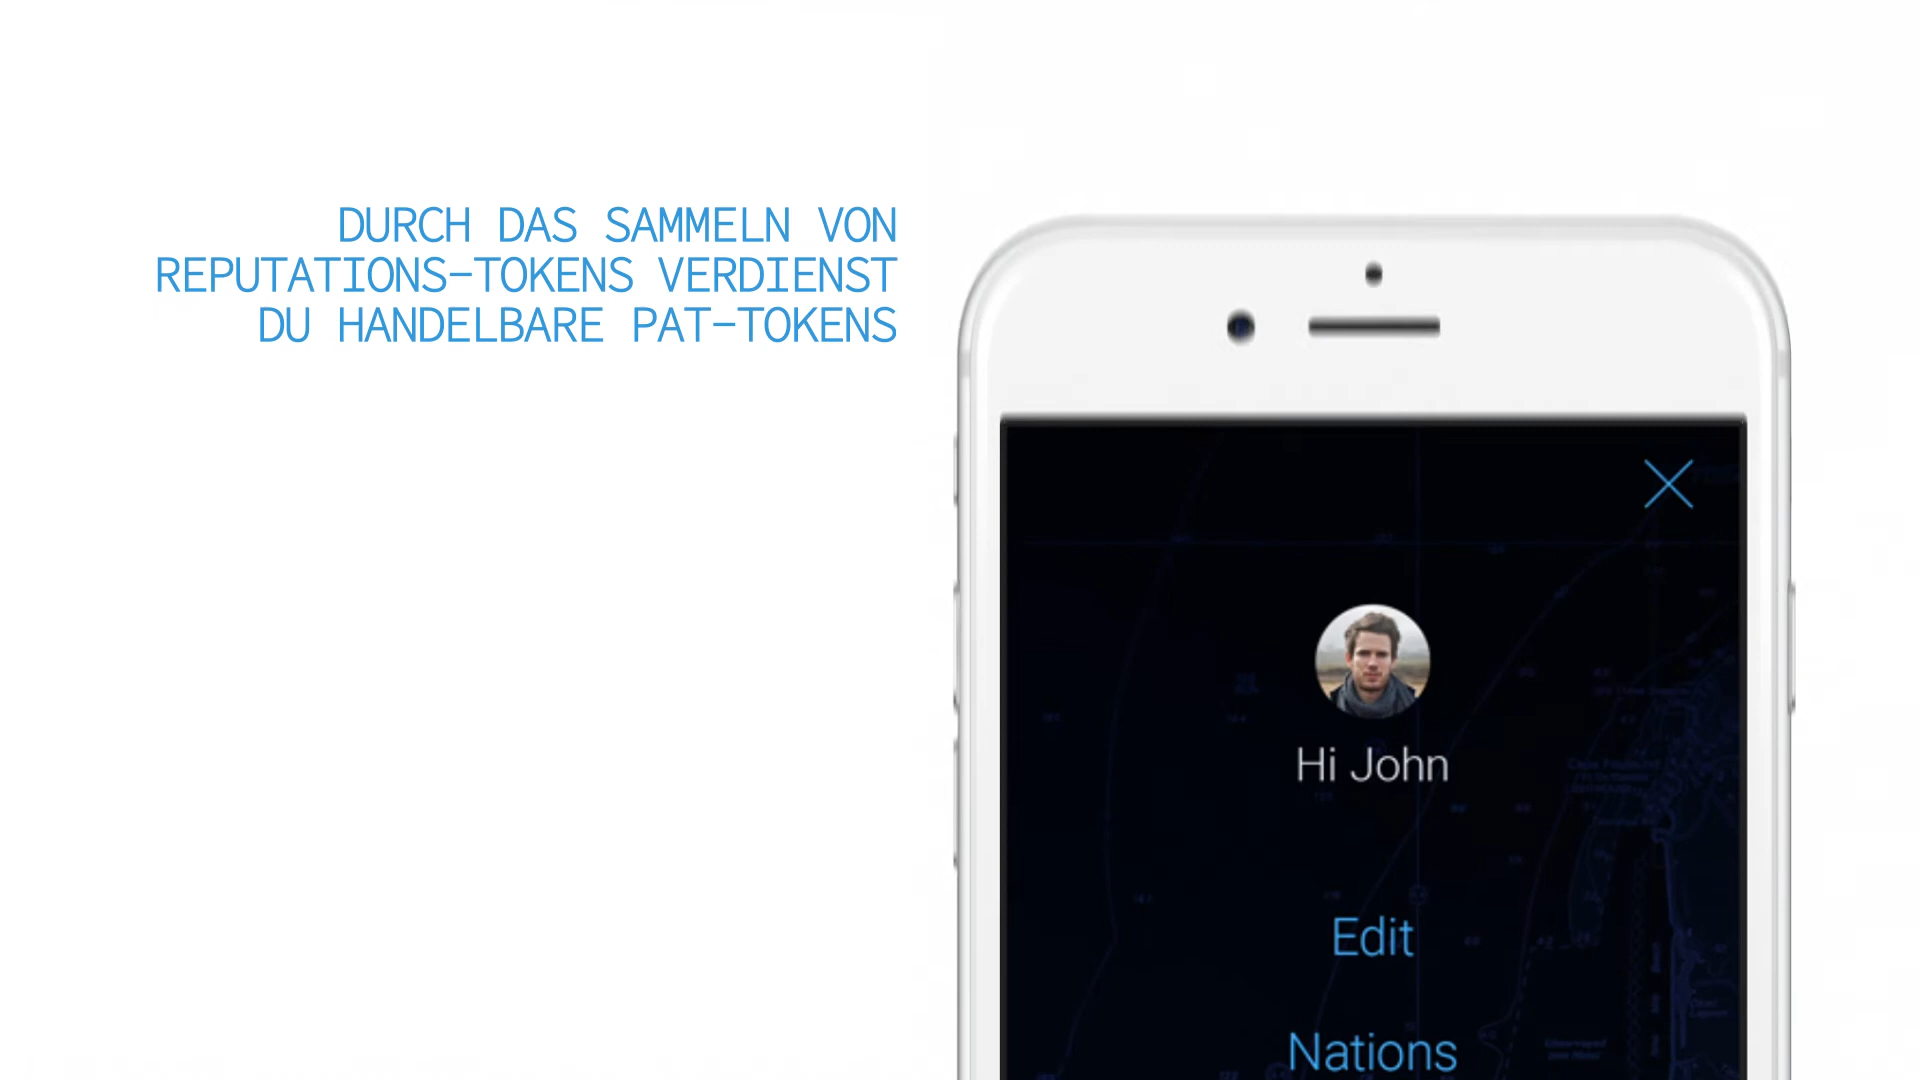 DURCH DAS SAMMELN VON
REPUTATIONS-TOKENS VERDIENST
DU HANDELBARE PAT-TOKENS
Hi John
Edit
Nations